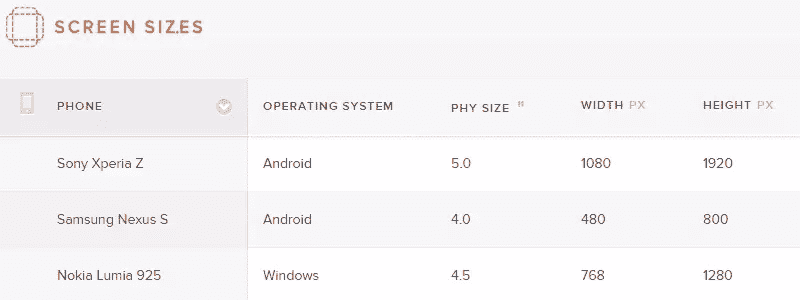 SCREEN SIZES
PHONE OPERATING SYSTEM PHY SIZE " WIDTH PX HEIGHT PX
Sony Xperia Z Android 5.0 1080 1920
Samsung Nexus S Android 4.0 480 800
Nokia Lumia 925 Windows 4.5 768 1280